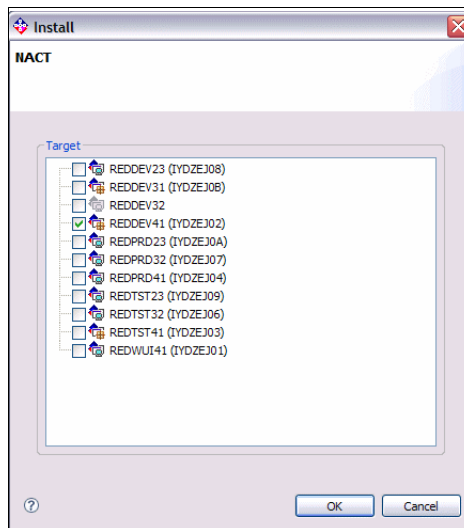 Install
NACT
Target
REDDEV23 (IYDZEJ08)
REDDEV31 (IYDZEJ0B)
REDDEV32
REDDEV41 (IYDZEJ02)
REDPRD23 (IYDZEJ0A)
REDPRD32 (IYDZEJ07)
REDPRD41 (IYDZEJ04)
REDTST23 (IYDZEJ09)
REDTST32 (IYDZEJ06)
REDTST41 (IYDZEJ03)
REDWUI41 (IYDZEJ01)
? OK Cancel